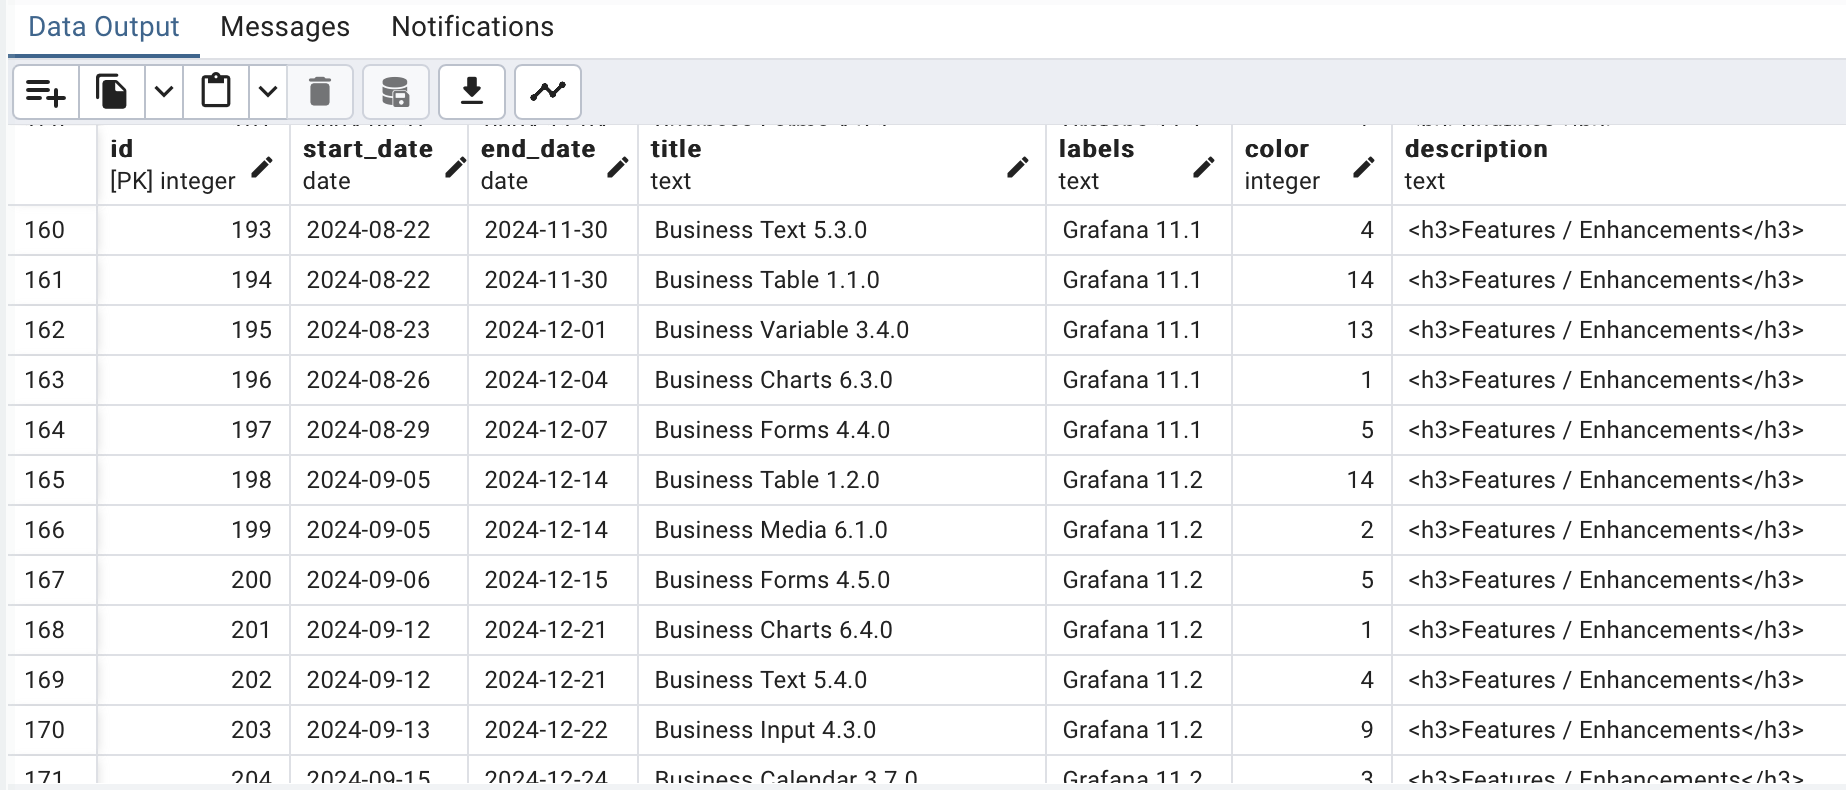 Data Output Messages Notifications
id start_date end_date title labels color description
[PK] integer date date text text integer text
160 193 2024-08-22 2024-11-30 Business Text 5.3.0 Grafana 11.1 4 <h3>Features / Enhancements</h3>
161 194 2024-08-22 2024-11-30 Business Table 1.1.0 Grafana 11.1 14 <h3>Features / Enhancements</h3>
162 195 2024-08-23 2024-12-01 Business Variable 3.4.0 Grafana 11.1 13 <h3>Features / Enhancements</h3>
163 196 2024-08-26 2024-12-04 Business Charts 6.3.0 Grafana 11.1 1 <h3>Features / Enhancements</h3>
164 197 2024-08-29 2024-12-07 Business Forms 4.4.0 Grafana 11.1 5 <h3>Features / Enhancements</h3>
165 198 2024-09-05 2024-12-14 Business Table 1.2.0 Grafana 11.2 14 <h3>Features / Enhancements</h3>
166 199 2024-09-05 2024-12-14 Business Media 6.1.0 Grafana 11.2 2 <h3>Features / Enhancements</h3>
167 200 2024-09-06 2024-12-15 Business Forms 4.5.0 Grafana 11.2 5 <h3>Features / Enhancements</h3>
168 201 2024-09-12 2024-12-21 Business Charts 6.4.0 Grafana 11.2 1 <h3>Features / Enhancements</h3>
169 202 2024-09-12 2024-12-21 Business Text 5.4.0 Grafana 11.2 4 <h3>Features / Enhancements</h3>
170 203 2024-09-13 2024-12-22 Business Input 4.3.0 Grafana 11.2 9 <h3>Features / Enhancements</h3>
171 204 2024-09-15 2024-12-24 Business Calendar 3.7.0 Grafana 11.2 3 <h3>Features / Enhancements</h3>